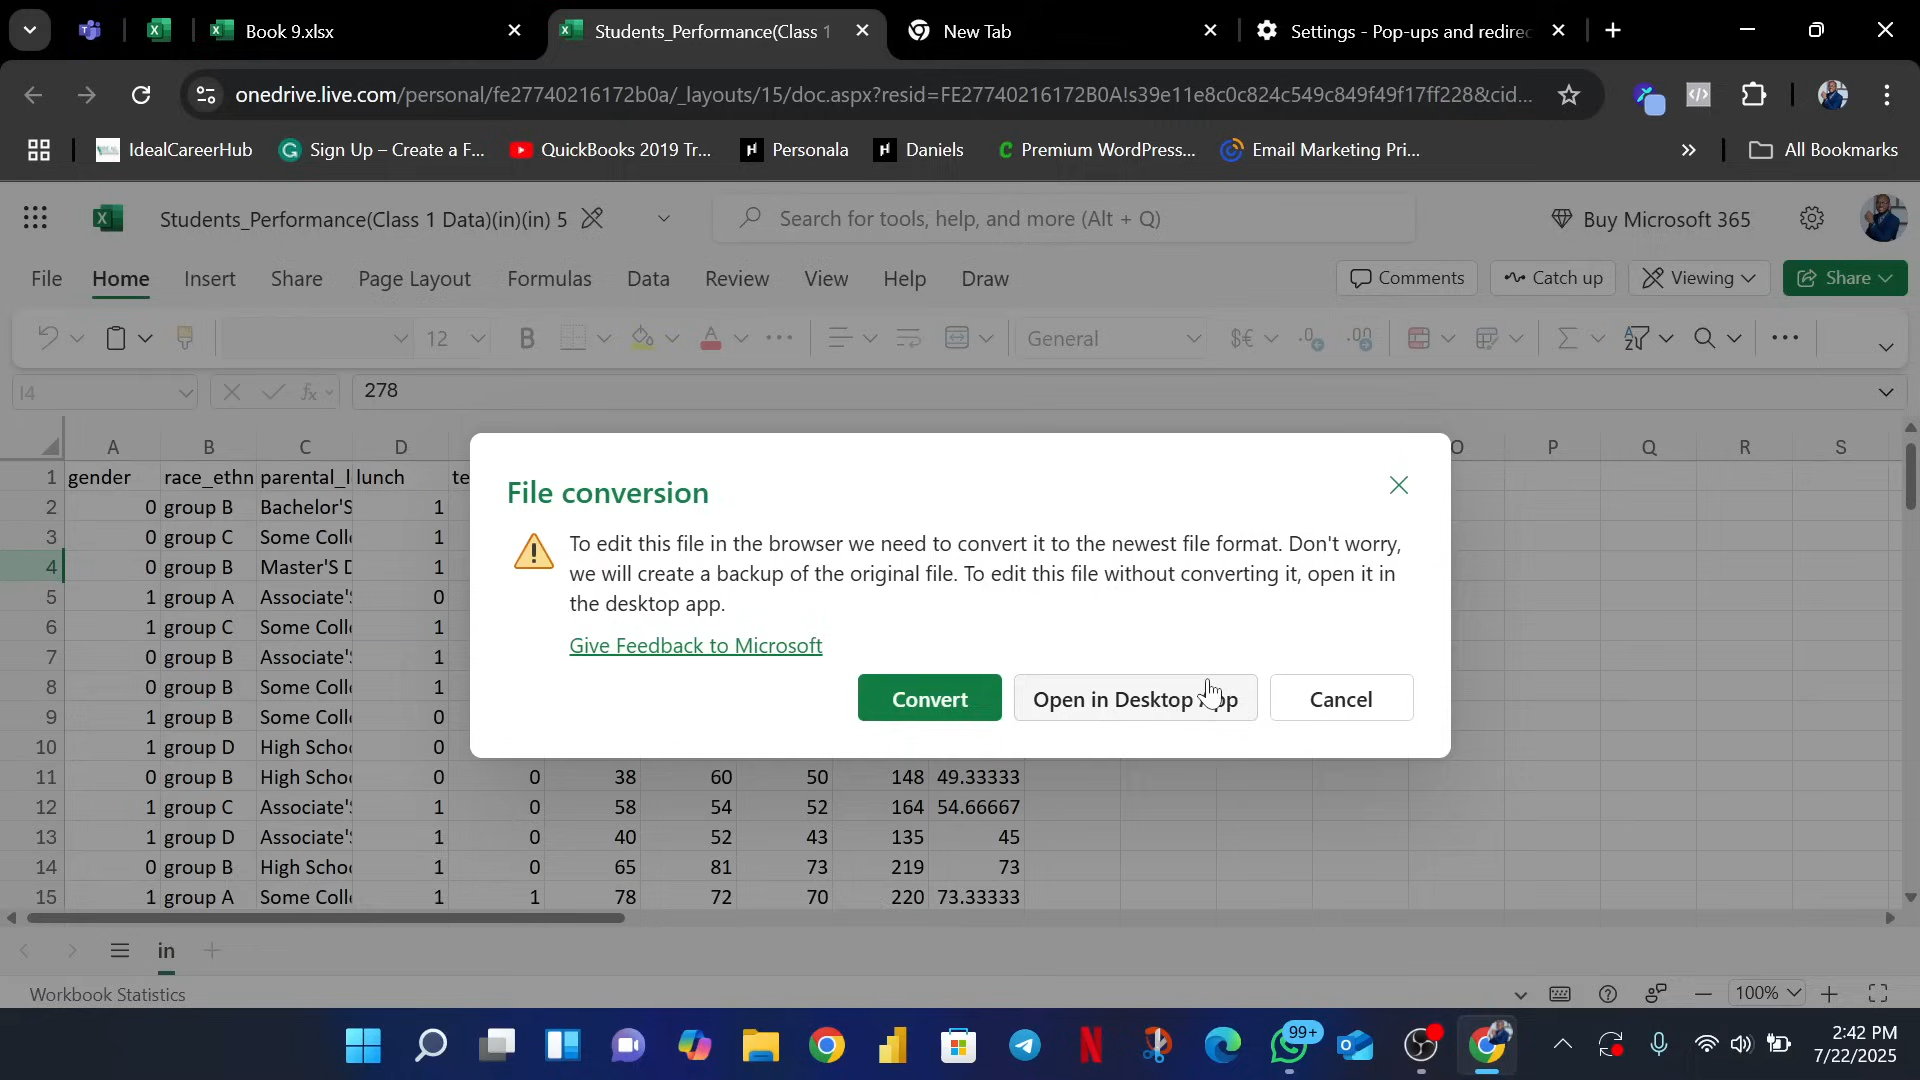 Book 9.xlsx
Students_Performance(Class 1
New Tab
Settings - Pop-ups and redirec
onedrive.live.com/personal/fe27740216172b0a/_layouts/15/doc.aspx?resid=FE27740216172B0A!s39e11e8c0c824c549c849f49f17ff228&cid...
IdealCareerHub
Sign Up – Create a F...
QuickBooks 2019 Tr...
Personala
Daniels
Premium WordPress...
Email Marketing Pri...
All Bookmarks
Students_Performance(Class 1 Data)(in)(in) 5
Search for tools, help, and more (Alt + Q)
Buy Microsoft 365
File Home Insert Share Page Layout Formulas Data Review View Help Draw
Comments
Catch up
Viewing
Share
12
General
I4
278
A B C D O P Q R S
1 gender race_ethn parental_l lunch te
2 0 group B Bachelor'S 1
3 0 group C Some Coll 1
4 0 group B Master'S D 1
5 1 group A Associate' 0
6 1 group C Some Coll 1
7 0 group B Associate' 1
8 0 group B Some Coll 1
9 1 group B Some Coll 0
10 1 group D High Scho 0
11 0 group B High Scho 0 0 38 60 50 148 49.33333
12 1 group C Associate' 1 0 58 54 52 164 54.66667
13 1 group D Associate' 1 0 40 52 43 135 45
14 0 group B High Scho 1 0 65 81 73 219 73
15 1 group A Some Coll 1 1 78 72 70 220 73.33333
File conversion
To edit this file in the browser we need to convert it to the newest file format. Don't worry,
we will create a backup of the original file. To edit this file without converting it, open it in
the desktop app.
Give Feedback to Microsoft
Convert
Open in Desktop App
Cancel
in
Workbook Statistics
100%
99+
2:42 PM
7/22/2025